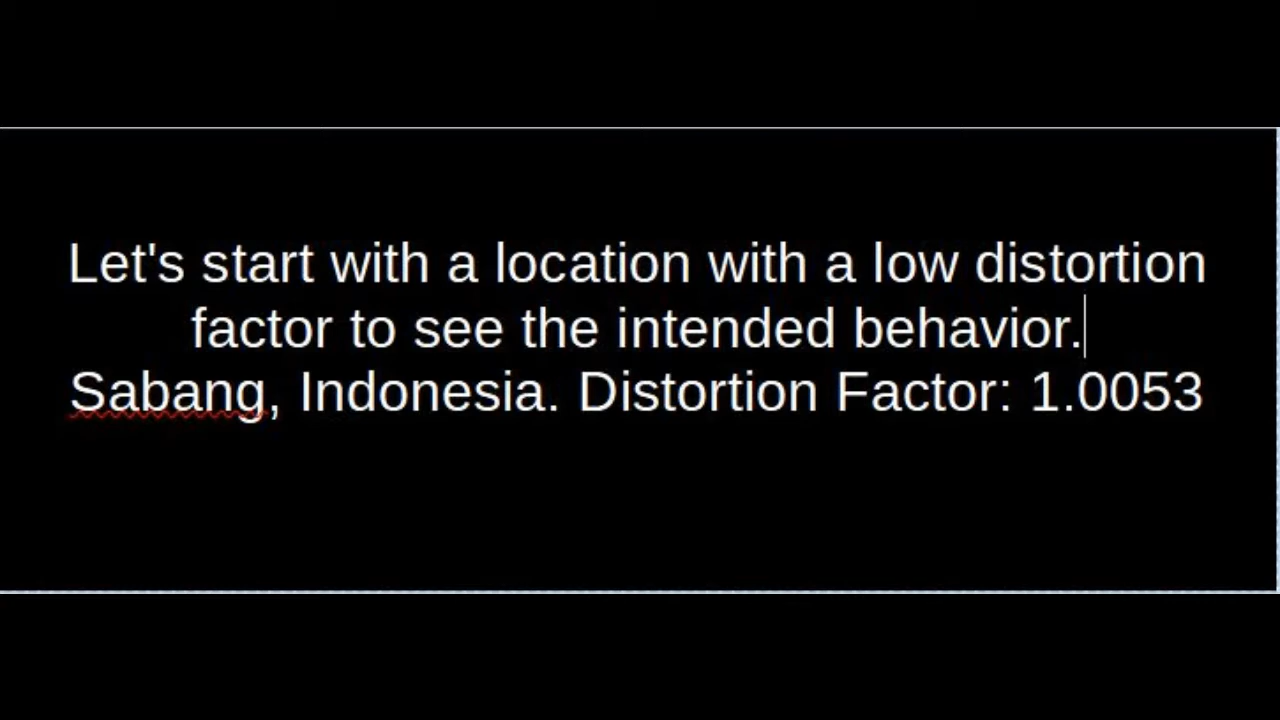 Let's start with a location with a low distortion
factor to see the intended behavior.
Sabang, Indonesia. Distortion Factor: 1.0053